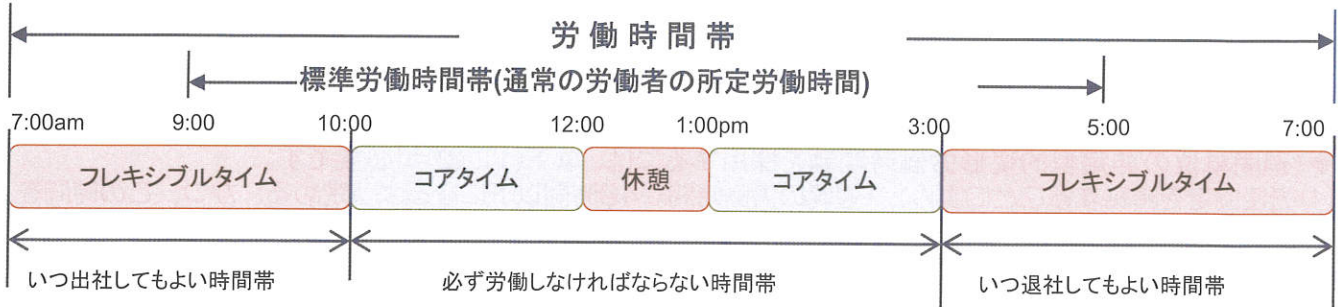 労働時間帯
標準労働時間帯(通常の労働者の所定労働時間)
7:00am 9:00 10:00 12:00 1:00pm 3:00 5:00 7:00
フレキシブルタイム コアタイム 休憩 コアタイム フレキシブルタイム
いつ出社してもよい時間帯 必ず労働しなければならない時間帯 いつ退社してもよい時間帯